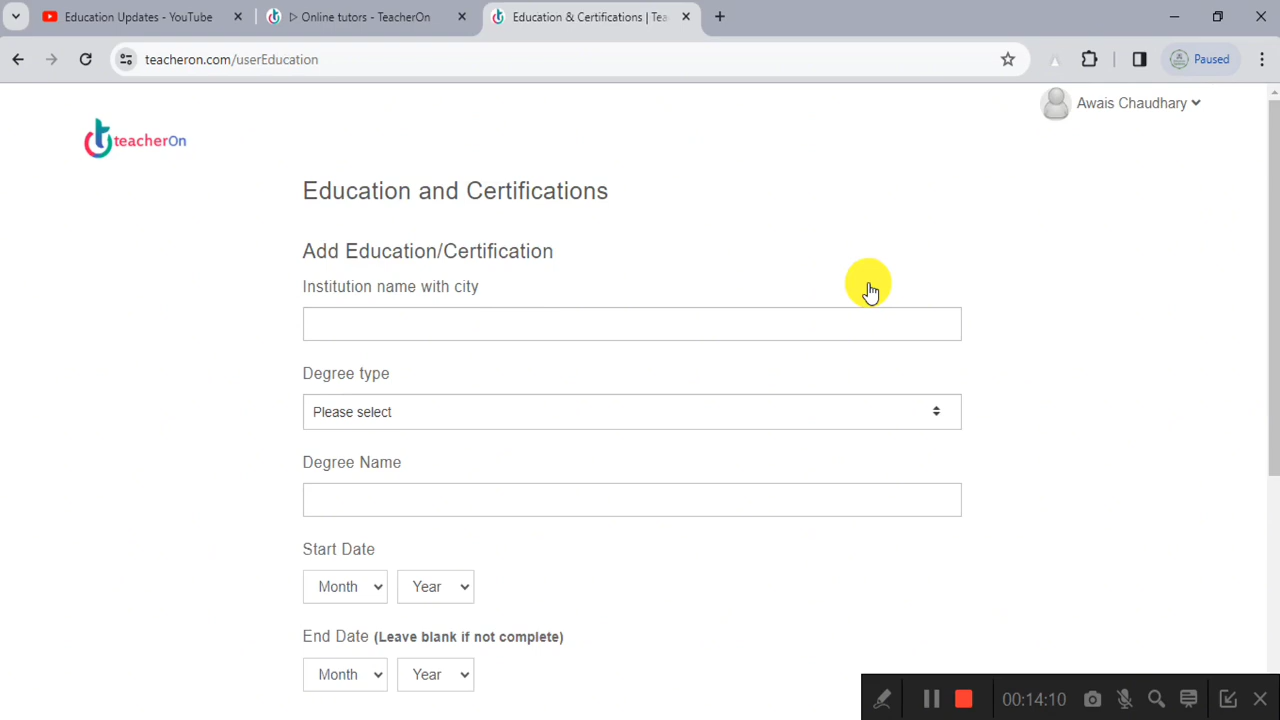 Education Updates - YouTube
Online tutors - TeacherOn
Education & Certifications | Tea
teacheron.com/userEducation
Paused
Awais Chaudhary
teacherOn
Education and Certifications
Add Education/Certification
Institution name with city
Degree type
Please select
Degree Name
Start Date
Month Year
End Date (Leave blank if not complete)
Month Year
00:14:10